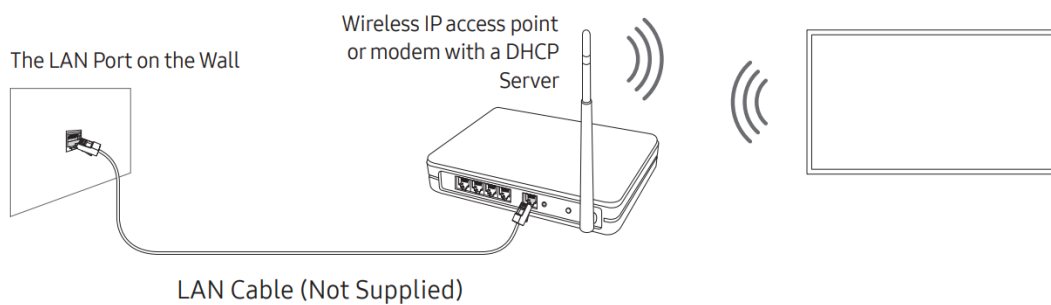 Wireless IP access point
or modem with a DHCP
Server
The LAN Port on the Wall
LAN Cable (Not Supplied)